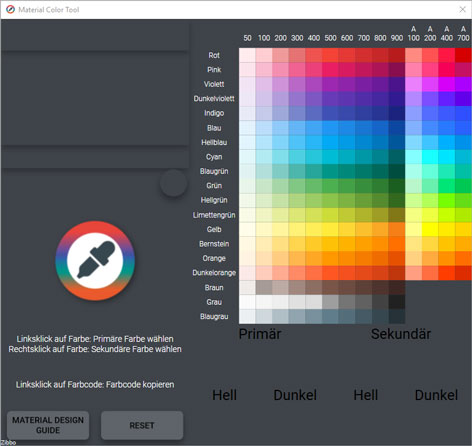 Material Color Tool
A A A A
50 100 200 300 400 500 600 700 800 900 100 200 400 700
Rot
Pink
Violett
Dunkelviolett
Indigo
Blau
Hellblau
Cyan
Blaugrün
Grün
Hellgrün
Limettengrün
Gelb
Bernstein
Orange
Dunkelorange
Braun
Grau
Blaugrau
Primär Sekundär
Linksklick auf Farbe: Primäre Farbe wählen
Rechtsklick auf Farbe: Sekundäre Farbe wählen
Linksklick auf Farbcode: Farbcode kopieren
Hell Dunkel Hell Dunkel
MATERIAL DESIGN
GUIDE
RESET
Zibbo